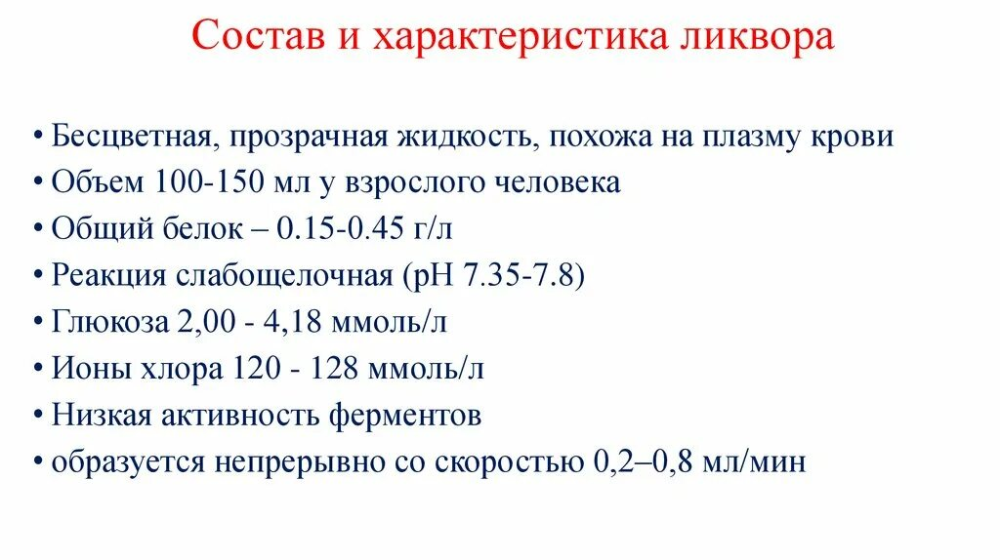 Состав и характеристика ликвора
• Бесцветная, прозрачная жидкость, похожа на плазму крови
• Объем 100-150 мл у взрослого человека
• Общий белок – 0.15-0.45 г/л
• Реакция слабощелочная (рН 7.35-7.8)
• Глюкоза 2,00 - 4,18 ммоль/л
• Ионы хлора 120 - 128 ммоль/л
• Низкая активность ферментов
• образуется непрерывно со скоростью 0,2–0,8 мл/мин